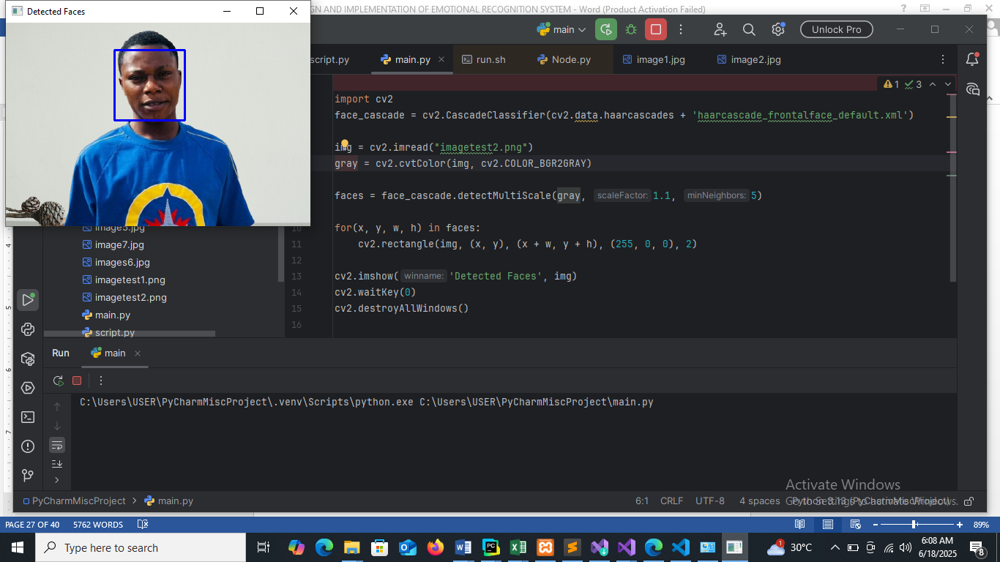 Detected Faces
GN AND IMPLEMENTATION OF EMOTIONAL RECOGNITION SYSTEM - Word (Product Activation Failed)
main
Unlock Pro
script.py
main.py
run.sh
Node.py
image1.jpg
image2.jpg
1 3
import cv2
face_cascade = cv2.CascadeClassifier(cv2.data.haarcascades + 'haarcascade_frontalface_default.xml')
img = cv2.imread("imagetest2.png")
gray = cv2.cvtColor(img, cv2.COLOR_BGR2GRAY)
faces = face_cascade.detectMultiScale(gray, scaleFactor: 1.1, minNeighbors: 5)
10 for(x, y, w, h) in faces:
11 cv2.rectangle(img, (x, y), (x + w, y + h), (255, 0, 0), 2)
12
13 cv2.imshow( winname: 'Detected Faces', img)
14 cv2.waitKey(0)
15 cv2.destroyAllWindows()
16
image5.jpg
image7.jpg
images6.jpg
imagetest1.png
imagetest2.png
main.py
script.py
4
5
6
7
Run
main
C:\Users\USER\PyCharmMiscProject\.venv\Scripts\python.exe C:\Users\USER\PyCharmMiscProject\main.py
Activate Windows
Go to Settings to activate Windows.
PyCharmMiscProject > main.py
6:1 CRLF UTF-8 4 spaces Python 3.13 (PyCharmMiscProject)
PAGE 27 OF 40 5762 WORDS
89%
Type here to search
1
30°C
6:08 AM
6/18/2025
8